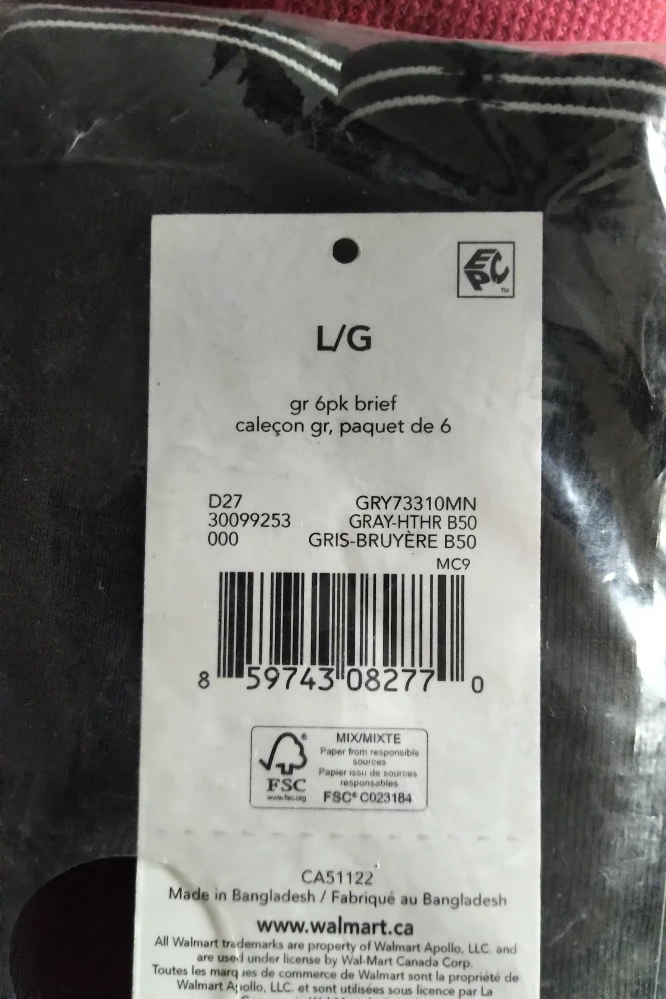 EPC
TM
L/G
gr 6pk brief
caleçon gr, paquet de 6
D27 GRY73310MN
30099253 GRAY-HTHR B50
000 GRIS-BRUYÈRE B50
MC9
8 59743 08277 0
MIX/MIXTE
Paper from responsible
sources
Papier issu de sources
responsables
FSC® C023184
FSC
www.fsc.org
CA51122
Made in Bangladesh / Fabriqué au Bangladesh
www.walmart.ca
All Walmart trademarks are property of Walmart Apollo, LLC. and
are used under license by Wal-Mart Canada Corp.
Toutes les marques de commerce de Walmart sont la propriété de
Walmart Apollo, LLC. et sont utilisées sous licence par La